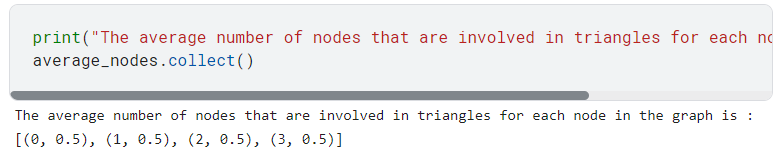 print("The average number of nodes that are involved in triangles for each
average_nodes.collect()
The average number of nodes that are involved in triangles for each node in the graph is :
[(0, 0.5), (1, 0.5), (2, 0.5), (3, 0.5)]